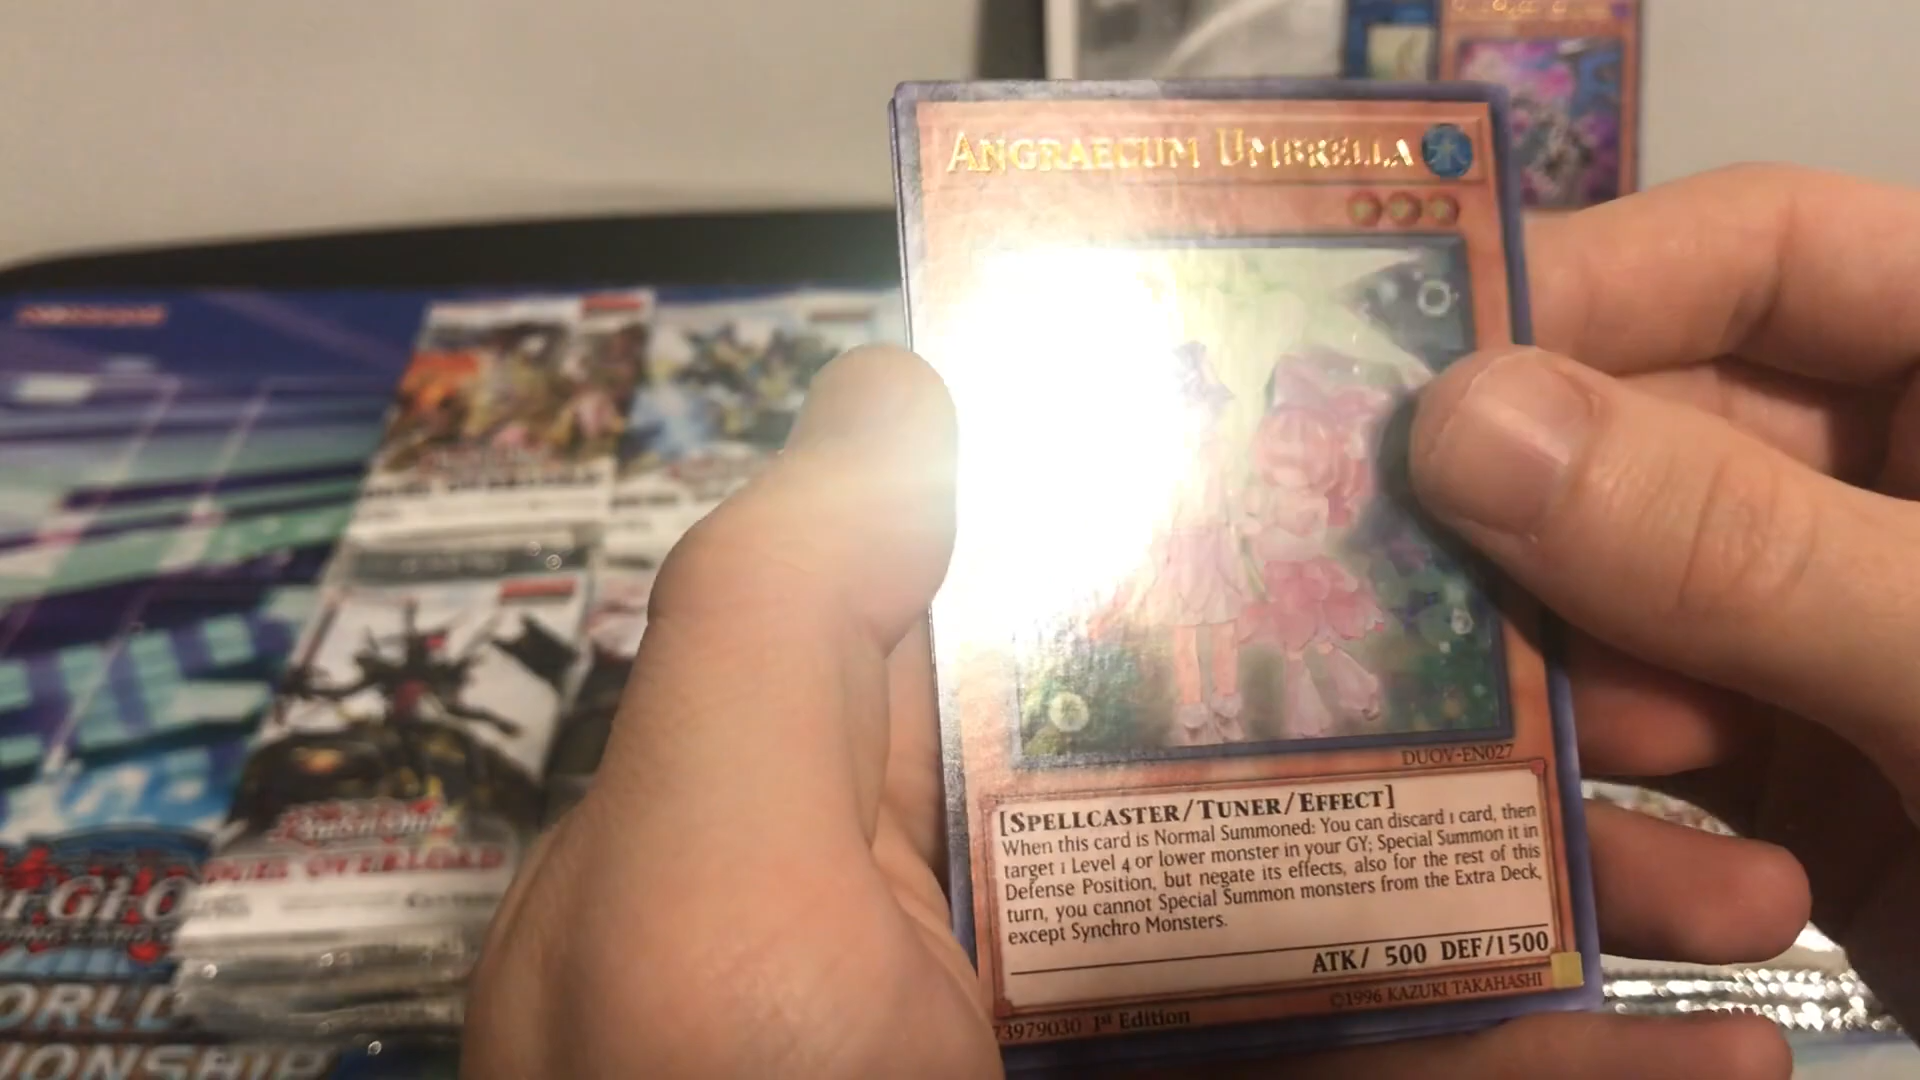 ANGRAECUM UMBRELLA
DUOV-EN027
[SPELLCASTER/TUNER/EFFECT]
When this card is Normal Summoned: You can discard 1 card, then
target 1 Level 4 or lower monster in your GY; Special Summon it in
Defense Position, but negate its effects, also for the rest of this
turn, you cannot Special Summon monsters from the Extra Deck,
except Synchro Monsters.
ATK/ 500 DEF/1500
©1996 KAZUKI TAKAHASHI
73979030 1st Edition
DUEL OVERLOAD
ORLD
IONSHIP